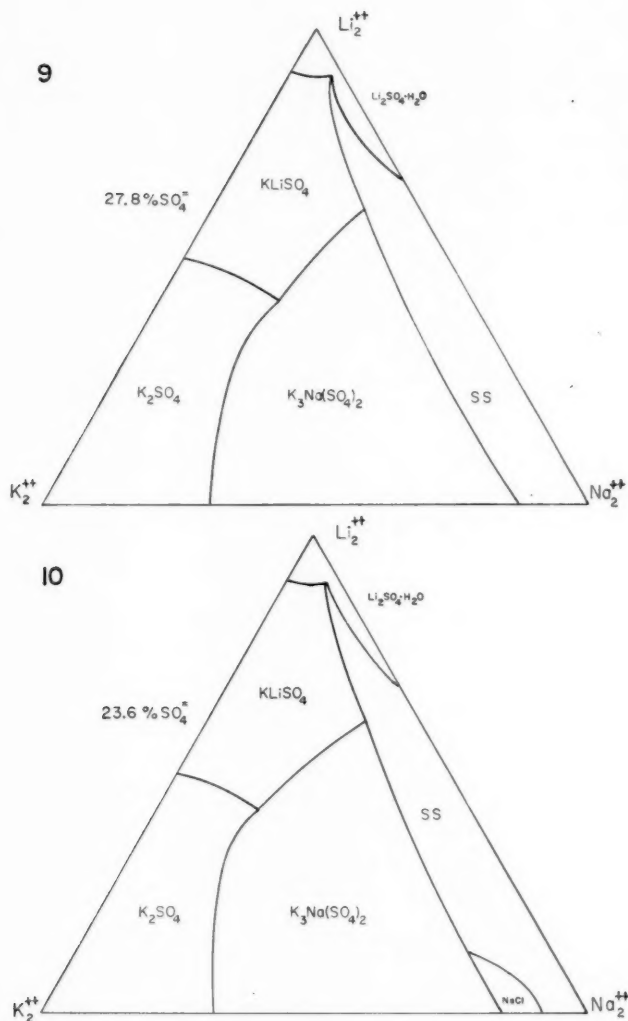 Li₂⁺⁺
9
Li₂SO₄·H₂O
KLiSO₄
27.8%SO₄⁼
K₂SO₄
K₃Na(SO₄)₂
SS
K₂⁺⁺
Na₂⁺⁺
Li₂⁺⁺
10
Li₂SO₄·H₂O
KLiSO₄
23.6%SO₄⁼
SS
K₂SO₄
K₃Na(SO₄)₂
NaCl
K₂⁺⁺
Na₂⁺⁺